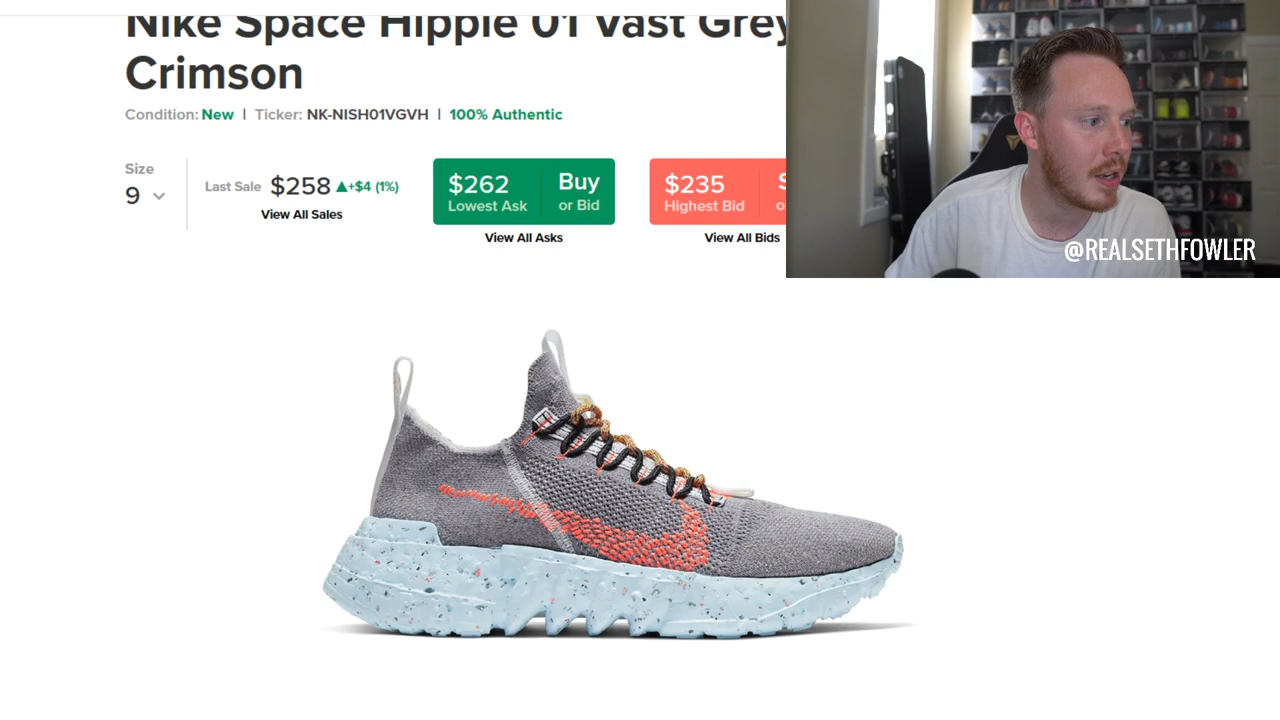 Nike Space Hippie 01 Vast Grey
Crimson
Condition: New | Ticker: NK-NISH01VGVH | 100% Authentic
Size
9
Last Sale $258 ▲+$4 (1%)
View All Sales
$262 Buy
Lowest Ask or Bid
View All Asks
$235
Highest Bid
View All Bids
@REALSETHFOWLER